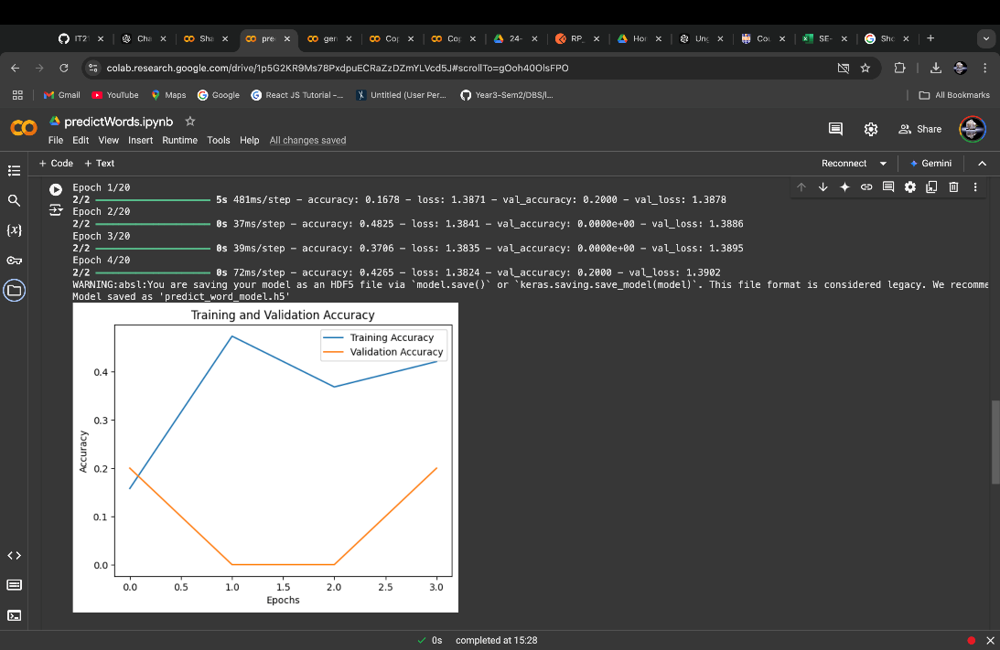 IT21
Cha
Sha
pre
gen
Cop
Cop
24-
RP_
Hor
Ung
Cou
SE-
Sho
colab.research.google.com/drive/1p5G2KR9Ms78PxdpuECRaZzDZmYLVcd5J#scrollTo=gOoh40OlsFPO
Gmail
YouTube
Maps
Google
React JS Tutorial -...
Untitled (User Per...
Year3-Sem2/DBS/l...
All Bookmarks
predictWords.ipynb
Share
File Edit View Insert Runtime Tools Help All changes saved
+ Code + Text
Reconnect
Gemini
Epoch 1/20
2/2 5s 481ms/step - accuracy: 0.1678 - loss: 1.3871 - val_accuracy: 0.2000 - val_loss: 1.3878
Epoch 2/20
2/2 0s 37ms/step - accuracy: 0.4825 - loss: 1.3841 - val_accuracy: 0.0000e+00 - val_loss: 1.3886
Epoch 3/20
2/2 0s 39ms/step - accuracy: 0.3706 - loss: 1.3835 - val_accuracy: 0.0000e+00 - val_loss: 1.3895
Epoch 4/20
2/2 0s 72ms/step - accuracy: 0.4265 - loss: 1.3824 - val_accuracy: 0.2000 - val_loss: 1.3902
WARNING:absl:You are saving your model as an HDF5 file via `model.save()` or `keras.saving.save_model(model)`. This file format is considered legacy. We recomme
Model saved as 'predict_word_model.h5'
Training and Validation Accuracy
Training Accuracy
Validation Accuracy
0.4
0.3
0.2
0.1
0.0
Accuracy
0.0 0.5 1.0 1.5 2.0 2.5 3.0
Epochs
0s completed at 15:28